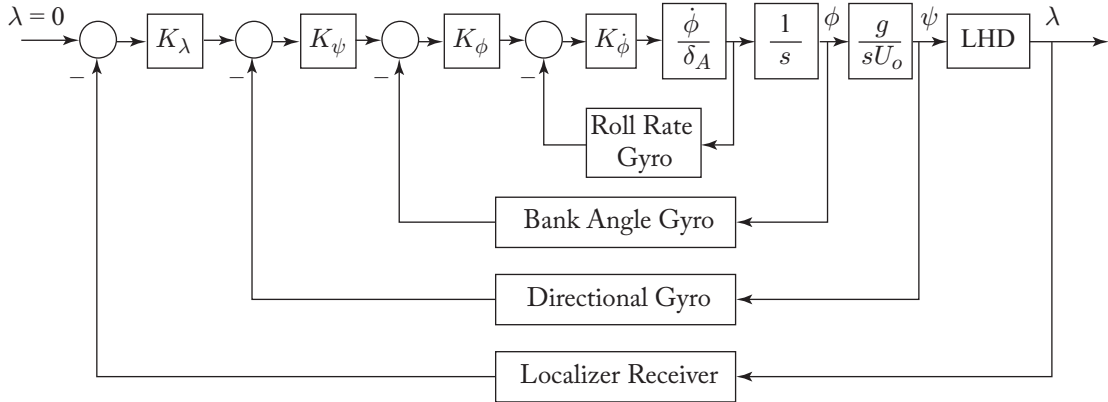 λ = 0
−
K_λ
−
K_ψ
−
K_ϕ
−
K_ϕ̇
ϕ̇
δ_A
1
s
ϕ
g
sU_o
ψ
LHD
λ
Roll Rate
Gyro
Bank Angle Gyro
Directional Gyro
Localizer Receiver